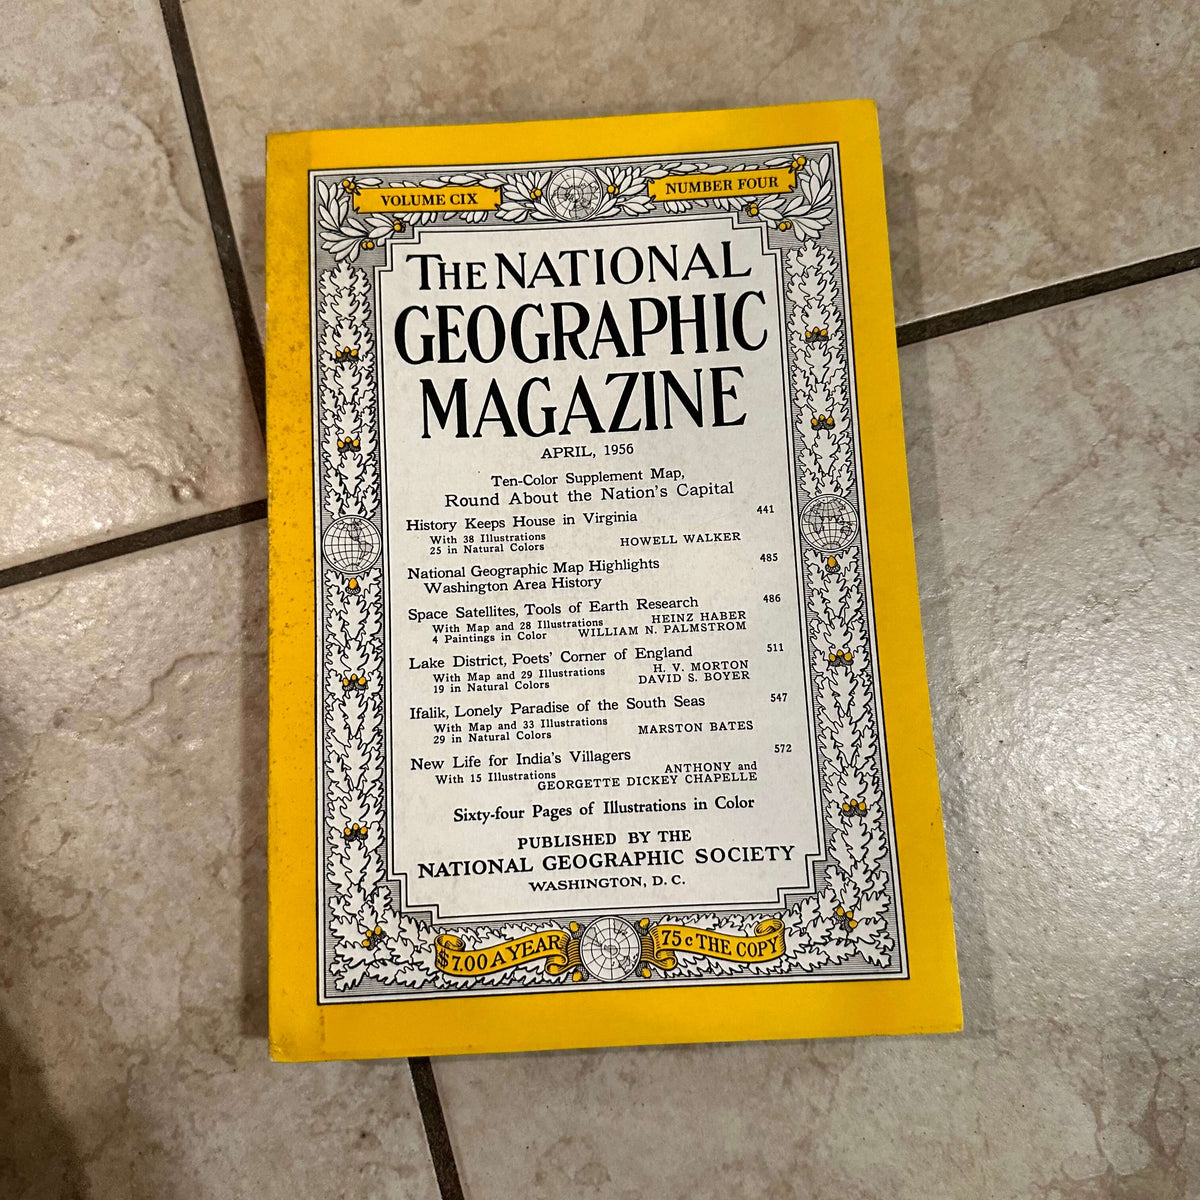 VOLUME CIX
NUMBER FOUR
THE NATIONAL
GEOGRAPHIC
MAGAZINE
APRIL, 1956
Ten-Color Supplement Map,
Round About the Nation's Capital
History Keeps House in Virginia 441
With 38 Illustrations
25 in Natural Colors HOWELL WALKER
National Geographic Map Highlights 485
Washington Area History
Space Satellites, Tools of Earth Research 486
With Map and 28 Illustrations HEINZ HABER
4 Paintings in Color WILLIAM N. PALMSTROM
Lake District, Poets' Corner of England 511
With Map and 29 Illustrations H. V. MORTON
19 in Natural Colors DAVID S. BOYER
Ifalik, Lonely Paradise of the South Seas 547
With Map and 33 Illustrations
29 in Natural Colors MARSTON BATES
New Life for India's Villagers 572
With 15 Illustrations ANTHONY and
GEORGETTE DICKEY CHAPELLE
Sixty-four Pages of Illustrations in Color
PUBLISHED BY THE
NATIONAL GEOGRAPHIC SOCIETY
WASHINGTON, D. C.
$7.00 A YEAR
75c THE COPY